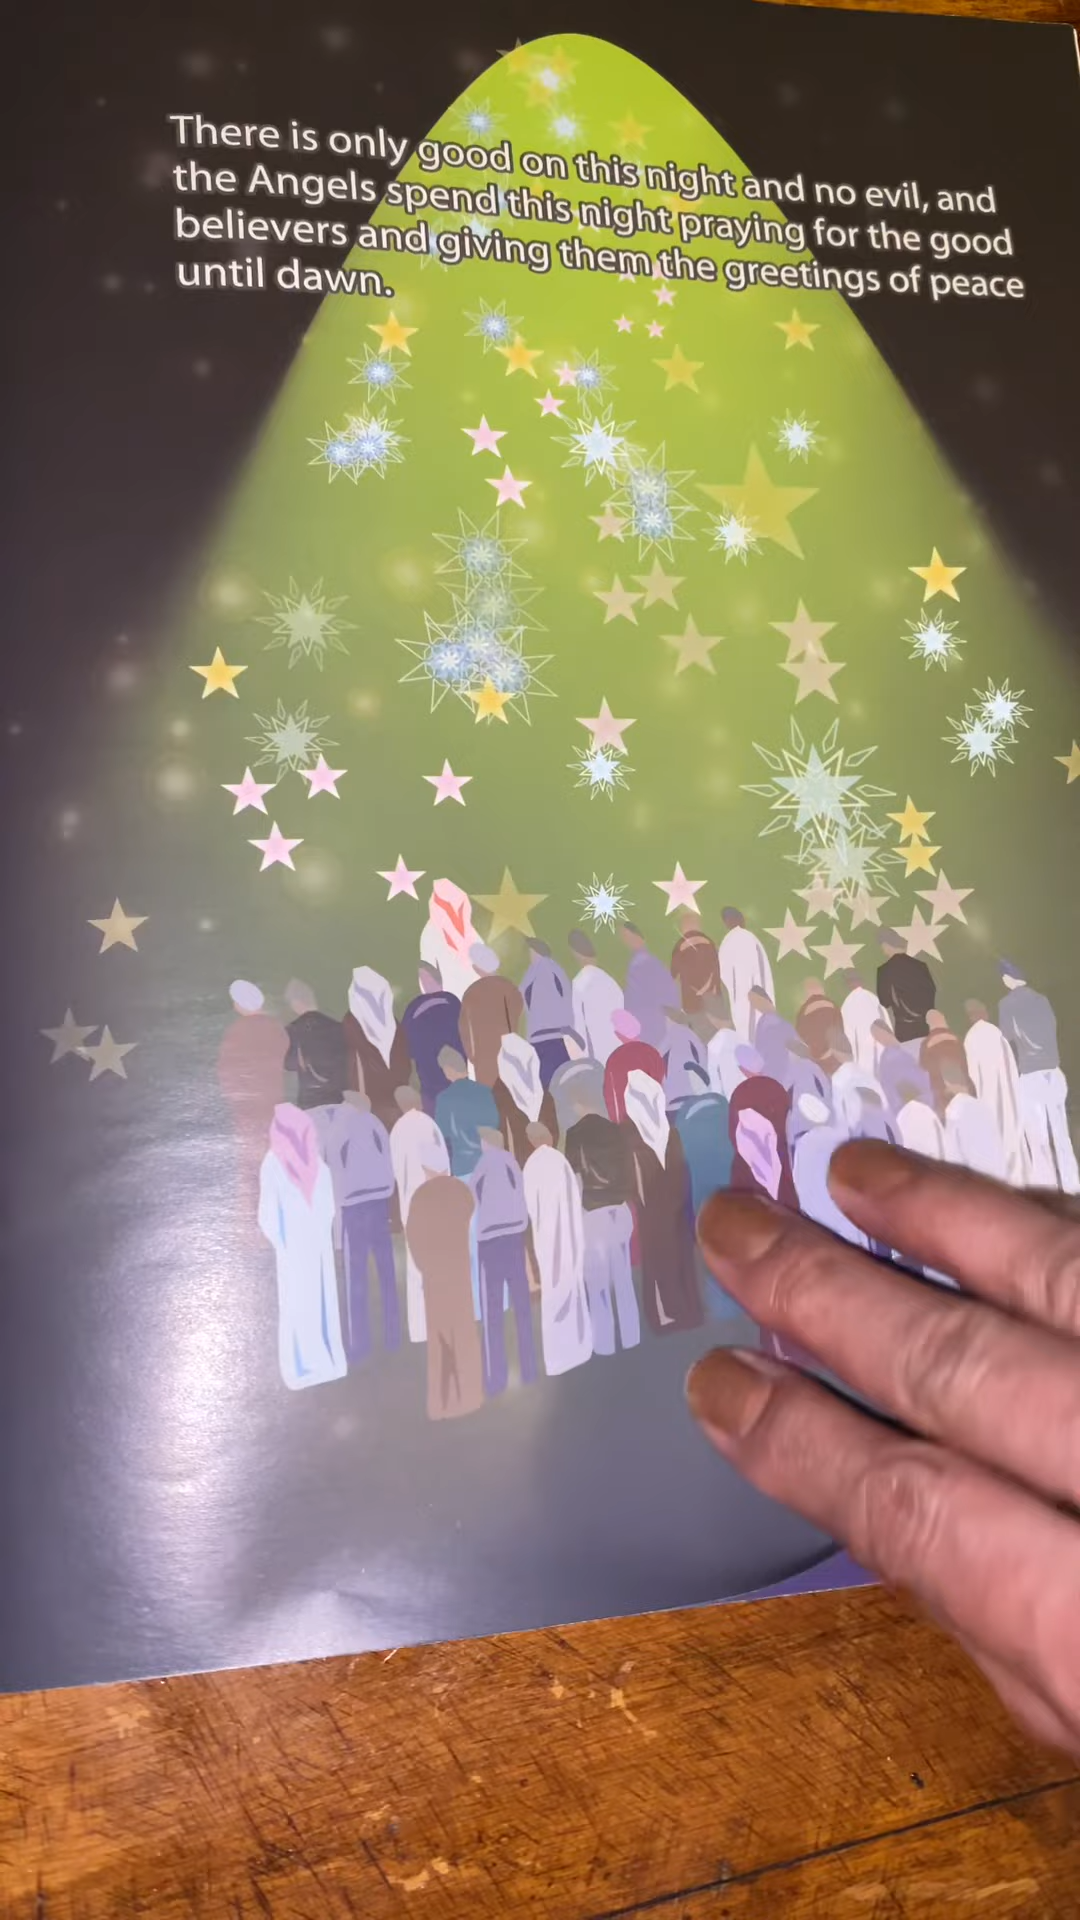 There is only good on this night and no evil, and
the Angels spend this night praying for the good
believers and giving them the greetings of peace
until dawn.